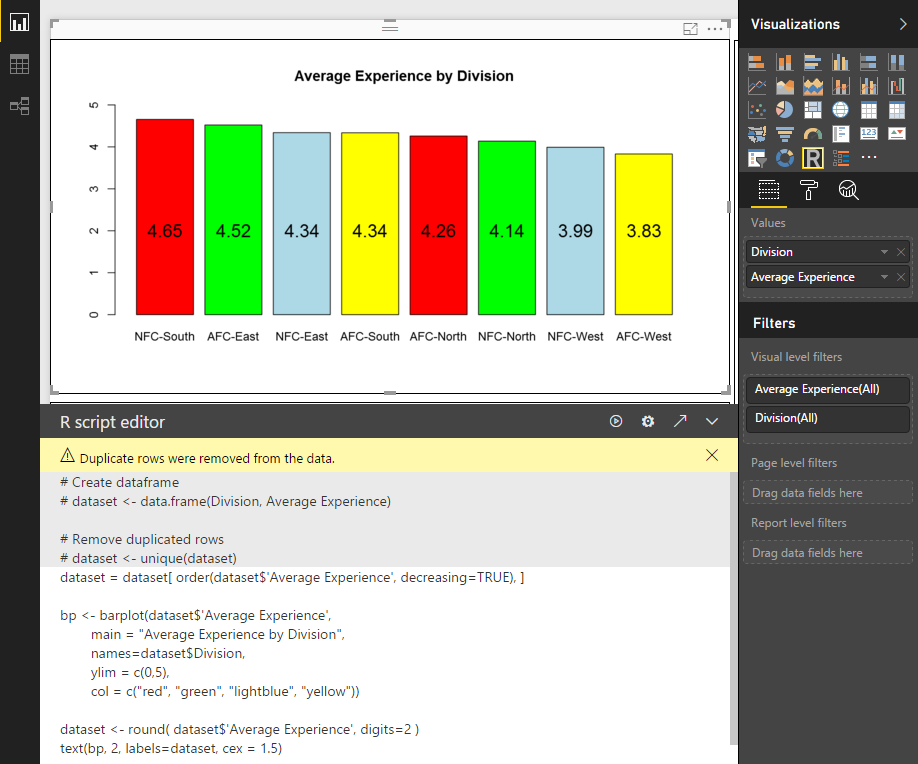 Visualizations
Average Experience by Division
5
4
3
2
1
0
4.65 4.52 4.34 4.34 4.26 4.14 3.99 3.83
NFC-South AFC-East NFC-East AFC-South AFC-North NFC-North NFC-West AFC-West
123
R
...
Values
Division
Average Experience
Filters
Visual level filters
Average Experience(All)
Division(All)
Page level filters
Drag data fields here
Report level filters
Drag data fields here
R script editor
Duplicate rows were removed from the data.
# Create dataframe
# dataset <- data.frame(Division, Average Experience)
# Remove duplicated rows
# dataset <- unique(dataset)
dataset = dataset[ order(dataset$'Average Experience', decreasing=TRUE), ]
bp <- barplot(dataset$'Average Experience',
main = "Average Experience by Division",
names=dataset$Division,
ylim = c(0,5),
col = c("red", "green", "lightblue", "yellow"))
dataset <- round( dataset$'Average Experience', digits=2 )
text(bp, 2, labels=dataset, cex = 1.5)